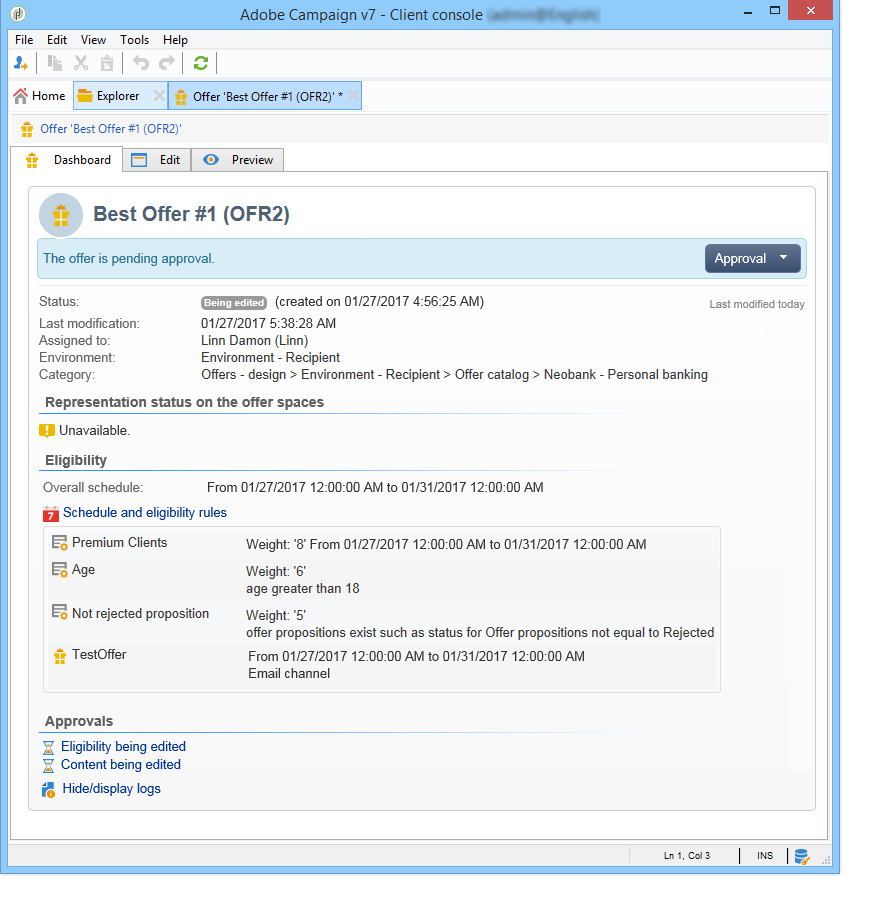 Adobe Campaign v7 - Client console
File Edit View Tools Help
Home Explorer Offer 'Best Offer #1 (OFR2)' *
Offer 'Best Offer #1 (OFR2)'
Dashboard Edit Preview
Best Offer #1 (OFR2)
The offer is pending approval. Approval
Status: Being edited (created on 01/27/2017 4:56:25 AM) Last modified today
Last modification: 01/27/2017 5:38:28 AM
Assigned to: Linn Damon (Linn)
Environment: Environment - Recipient
Category: Offers - design > Environment - Recipient > Offer catalog > Neobank - Personal banking
Representation status on the offer spaces
Unavailable.
Eligibility
Overall schedule: From 01/27/2017 12:00:00 AM to 01/31/2017 12:00:00 AM
7 Schedule and eligibility rules
Premium Clients Weight: '8' From 01/27/2017 12:00:00 AM to 01/31/2017 12:00:00 AM
Age Weight: '6'
age greater than 18
Not rejected proposition Weight: '5'
offer propositions exist such as status for Offer propositions not equal to Rejected
TestOffer From 01/27/2017 12:00:00 AM to 01/31/2017 12:00:00 AM
Email channel
Approvals
Eligibility being edited
Content being edited
Hide/display logs
Ln 1, Col 3 INS